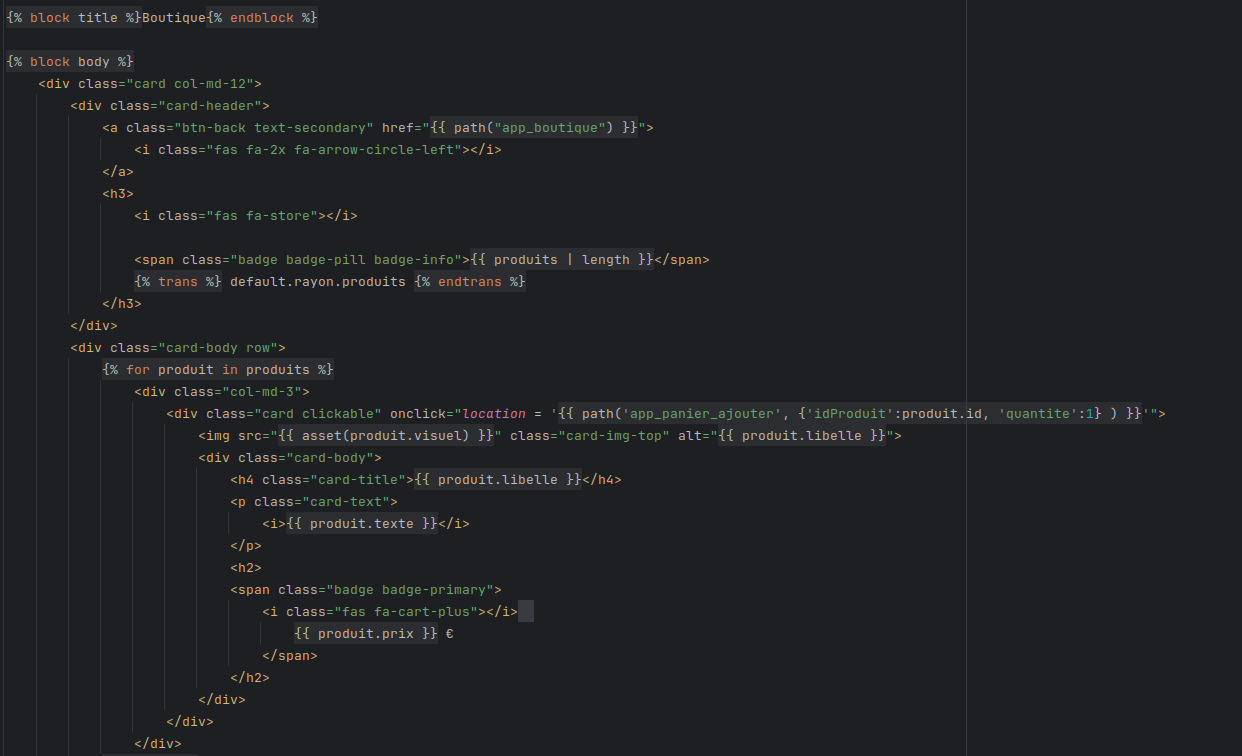 {% block title %}Boutique{% endblock %}
{% block body %}
<div class="card col-md-12">
<div class="card-header">
<a class="btn-back text-secondary" href="{{ path("app_boutique") }}">
<i class="fas fa-2x fa-arrow-circle-left"></i>
</a>
<h3>
<i class="fas fa-store"></i>
<span class="badge badge-pill badge-info">{{ produits | length }}</span>
{% trans %} default.rayon.produits {% endtrans %}
</h3>
</div>
<div class="card-body row">
{% for produit in produits %}
<div class="col-md-3">
<div class="card clickable" onclick="location = '{{ path('app_panier_ajouter', {'idProduit':produit.id, 'quantite':1} ) }}'">
<img src="{{ asset(produit.visuel) }}" class="card-img-top" alt="{{ produit.libelle }}">
<div class="card-body">
<h4 class="card-title">{{ produit.libelle }}</h4>
<p class="card-text">
<i>{{ produit.texte }}</i>
</p>
<h2>
<span class="badge badge-primary">
<i class="fas fa-cart-plus"></i>
{{ produit.prix }} €
</span>
</h2>
</div>
</div>
</div>